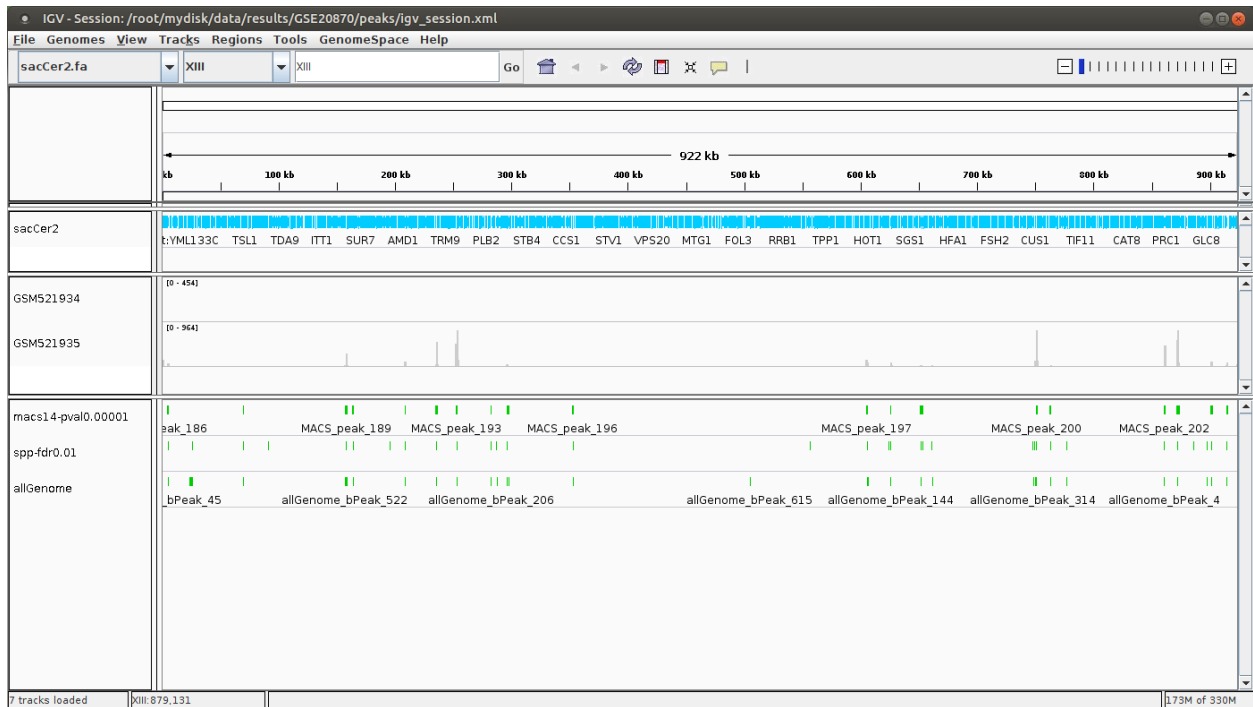 IGV - Session: /root/mydisk/data/results/GSE20870/peaks/igv_session.xml
File Genomes View Tracks Regions Tools GenomeSpace Help
sacCer2.fa XIII XIII Go
922 kb
kb 100 kb 200 kb 300 kb 400 kb 500 kb 600 kb 700 kb 800 kb 900 kb
sacCer2
t:YML133C TSL1 TDA9 ITT1 SUR7 AMD1 TRM9 PLB2 STB4 CCS1 STV1 VPS20 MTG1 FOL3 RRB1 TPP1 HOT1 SGS1 HFA1 FSH2 CUS1 TIF11 CAT8 PRC1 GLC8
[0 - 454]
GSM521934
[0 - 964]
GSM521935
macs14-pval0.00001
eak_186 MACS_peak_189 MACS_peak_193 MACS_peak_196 MACS_peak_197 MACS_peak_200 MACS_peak_202
spp-fdr0.01
allGenome
_bPeak_45 allGenome_bPeak_522 allGenome_bPeak_206 allGenome_bPeak_615 allGenome_bPeak_144 allGenome_bPeak_314 allGenome_bPeak_4
7 tracks loaded XIII:879,131 173M of 330M